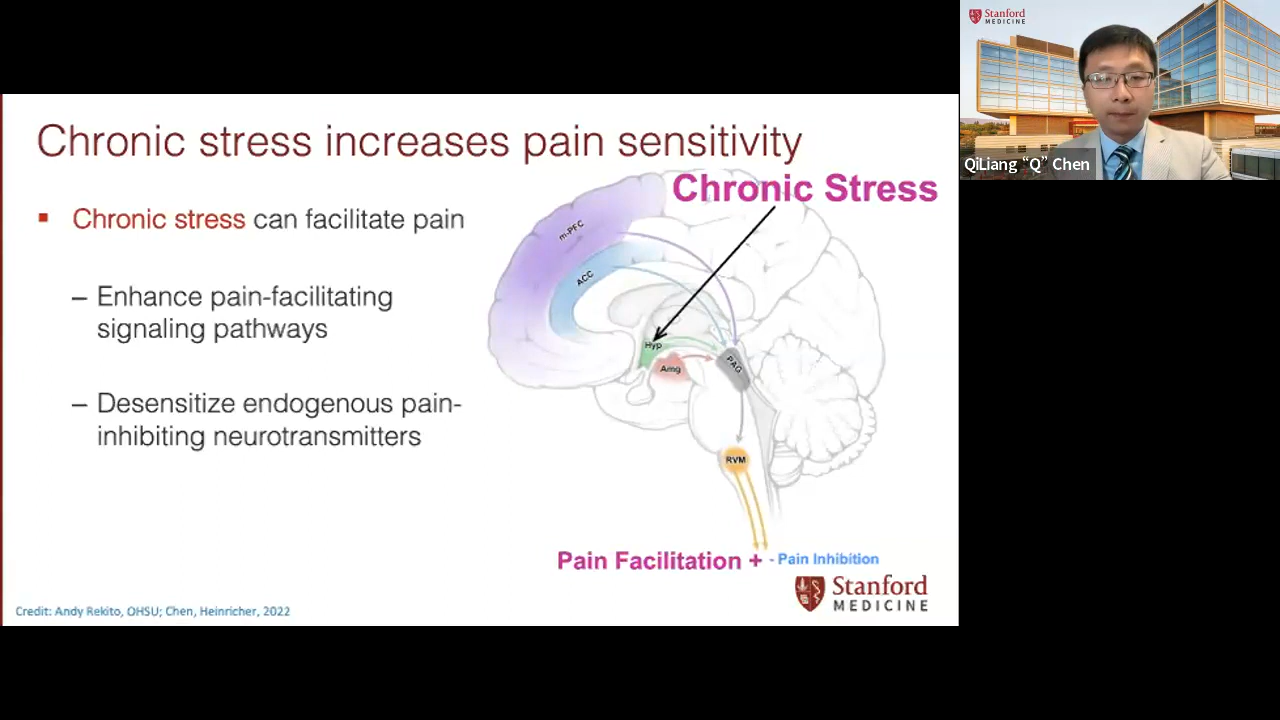 Chronic stress increases pain sensitivity
Chronic Stress
▪ Chronic stress can facilitate pain
– Enhance pain-facilitating
signaling pathways
– Desensitize endogenous pain-
inhibiting neurotransmitters
m-PFC
ACC
Hyp
Amg
PAG
RVM
Pain Facilitation + - Pain Inhibition
Stanford
MEDICINE
Credit: Andy Rekito, OHSU; Chen, Heinricher, 2022
Stanford
MEDICINE
QiLiang “Q” Chen